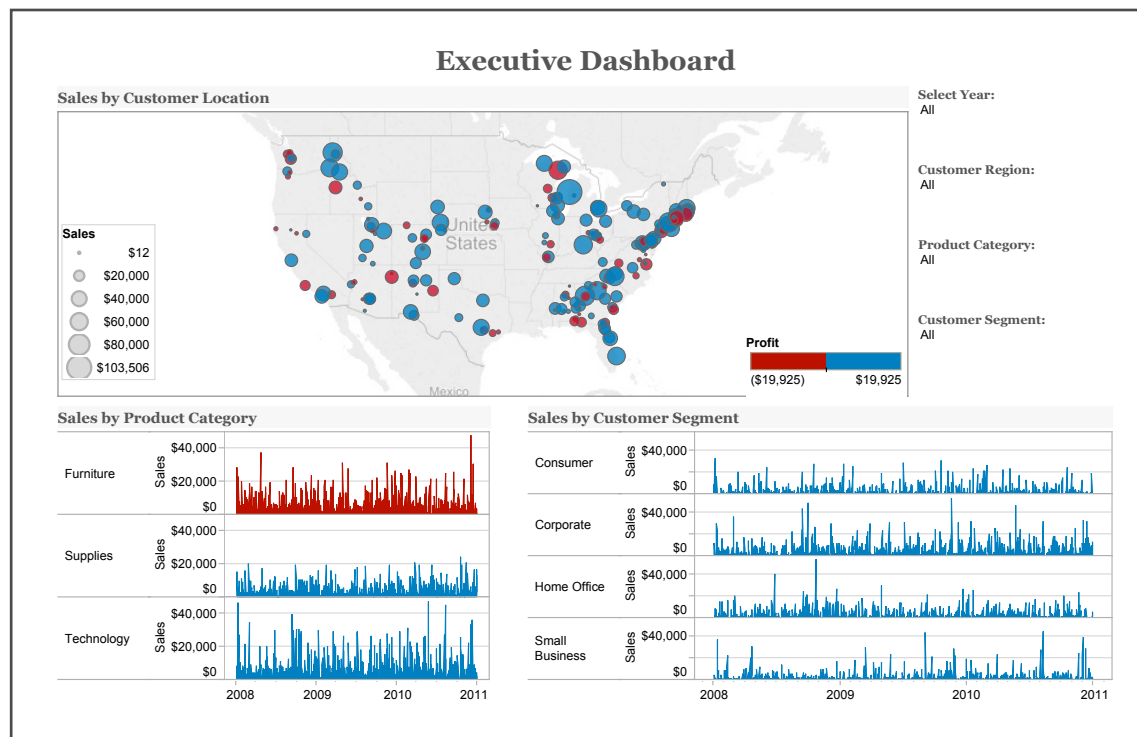 Executive Dashboard
Sales by Customer Location
Select Year:
All
Customer Region:
All
Product Category:
All
Customer Segment:
All
United
States
Mexico
Sales
$12
$20,000
$40,000
$60,000
$80,000
$103,506
Profit
($19,925) $19,925
Sales by Product Category
Furniture
Sales
$40,000
$20,000
$0
Supplies
Sales
$40,000
$20,000
$0
Technology
Sales
$40,000
$20,000
$0
2008 2009 2010 2011
Sales by Customer Segment
Consumer
Sales
$40,000
$0
Corporate
Sales
$40,000
$0
Home Office
Sales
$40,000
$0
Small
Business
Sales
$40,000
$0
2008 2009 2010 2011